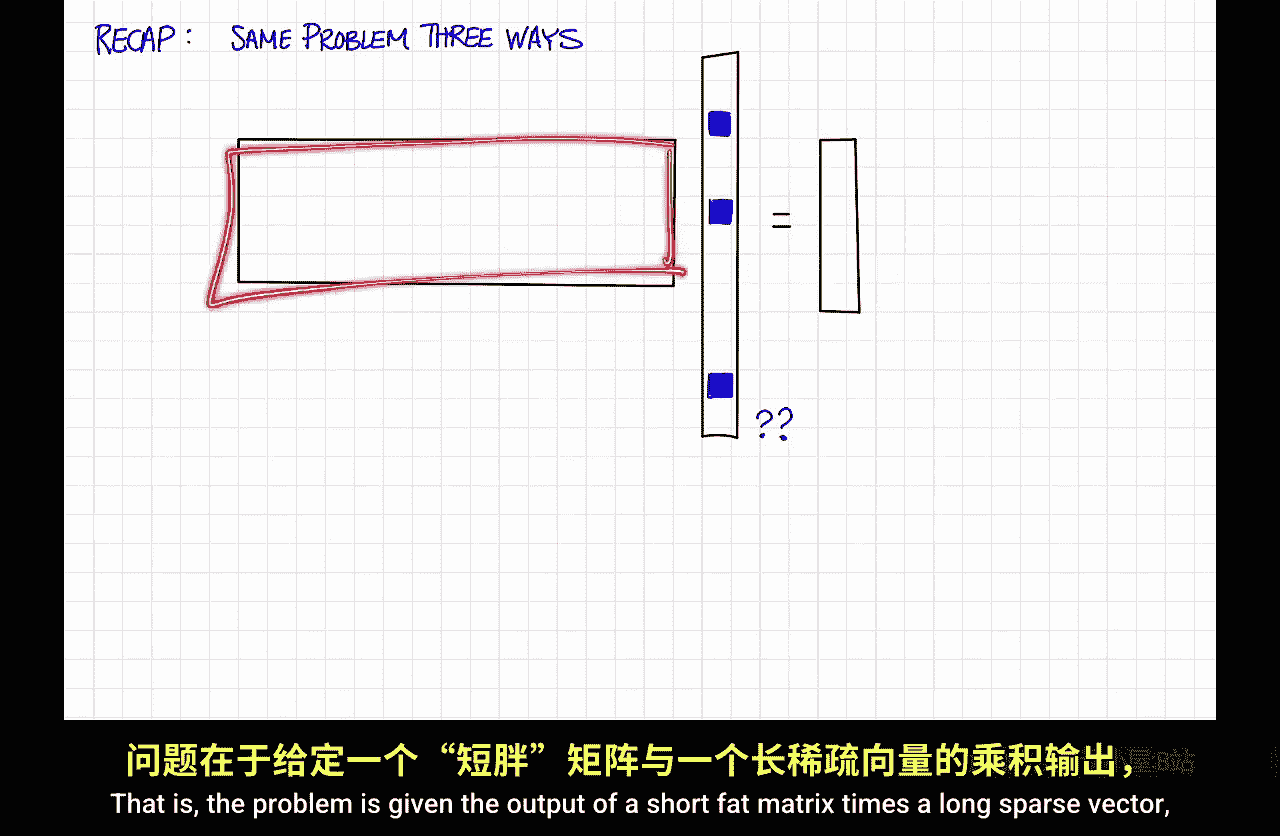 RECAP: SAME PROBLEM THREE WAYS
=
??
问题在于给定一个“短胖”矩阵与一个长稀疏向量的乘积输出，
That is, the problem is given the output of a short fat matrix times a long sparse vector,